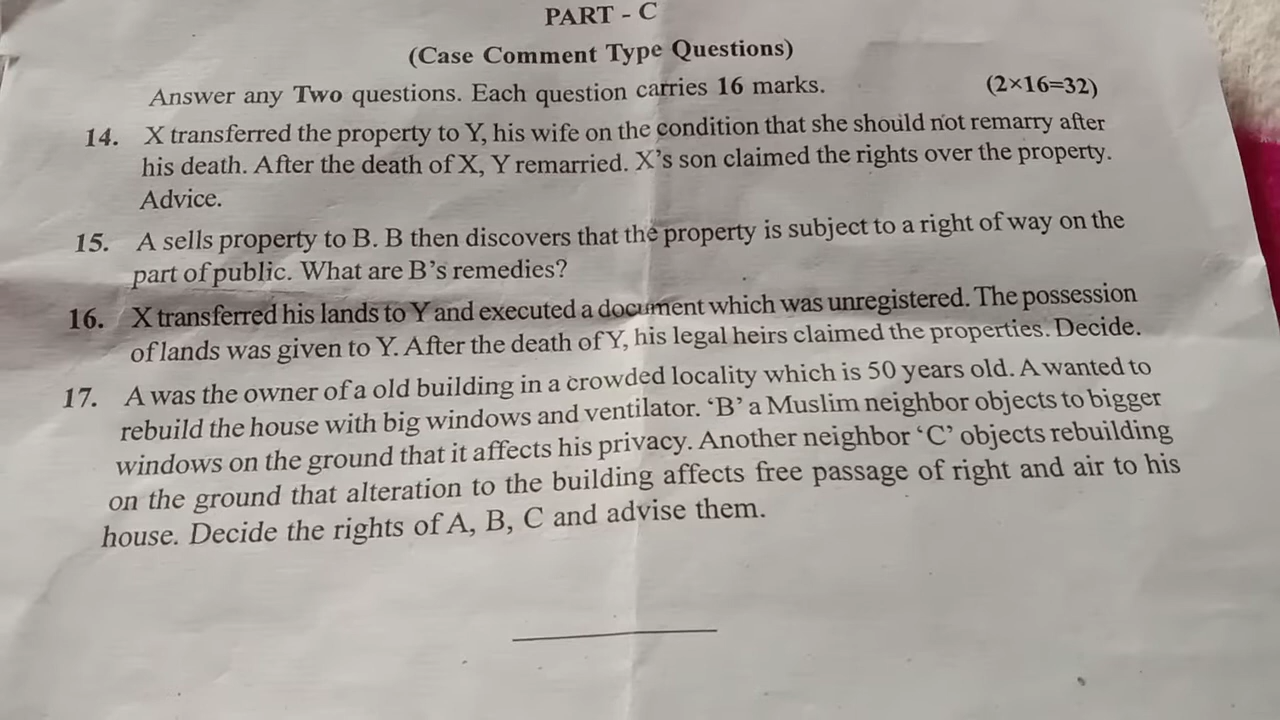 PART - C
(Case Comment Type Questions)
Answer any Two questions. Each question carries 16 marks. (2×16=32)
14. X transferred the property to Y, his wife on the condition that she should not remarry after
his death. After the death of X, Y remarried. X's son claimed the rights over the property.
Advice.
15. A sells property to B. B then discovers that the property is subject to a right of way on the
part of public. What are B's remedies?
16. X transferred his lands to Y and executed a document which was unregistered. The possession
of lands was given to Y. After the death of Y, his legal heirs claimed the properties. Decide.
17. A was the owner of a old building in a crowded locality which is 50 years old. A wanted to
rebuild the house with big windows and ventilator. 'B' a Muslim neighbor objects to bigger
windows on the ground that it affects his privacy. Another neighbor 'C' objects rebuilding
on the ground that alteration to the building affects free passage of right and air to his
house. Decide the rights of A, B, C and advise them.